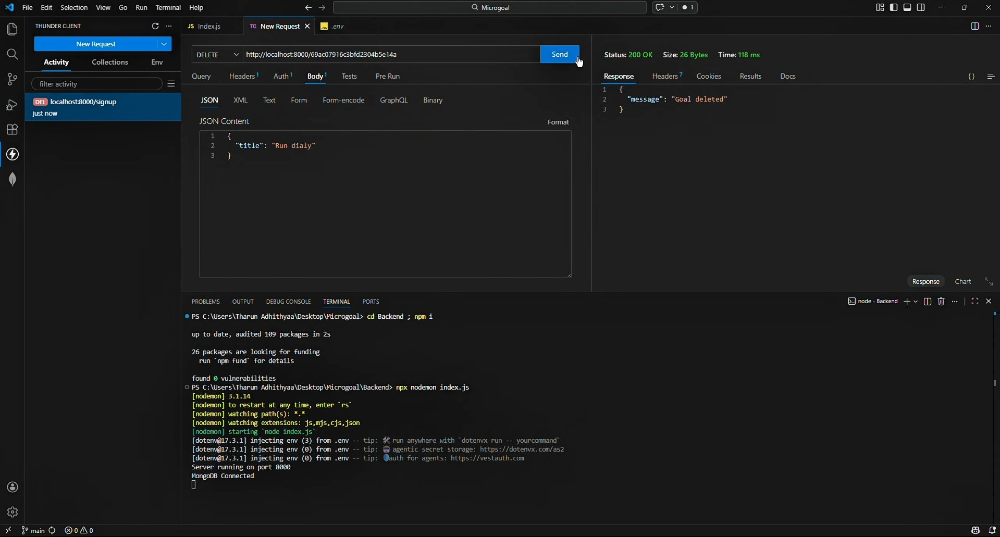 File Edit Selection View Go Run Terminal Help
Microgoal
1
THUNDER CLIENT
New Request
Activity Collections Env
filter activity
DEL localhost:8000/signup
just now
JS Index.js
TC New Request
.env
DELETE http://localhost:8000/69ac07916c3bfd2304b5e14a Send
Query Headers 1 Auth 1 Body 1 Tests Pre Run
JSON XML Text Form Form-encode GraphQL Binary
JSON Content Format
1 {
2 "title": "Run dialy"
3 }
Status: 200 OK Size: 26 Bytes Time: 118 ms
Response Headers 7 Cookies Results Docs {}
1 {
2 "message": "Goal deleted"
3 }
Response Chart
PROBLEMS OUTPUT DEBUG CONSOLE TERMINAL PORTS
node - Backend
PS C:\Users\Tharun Adhithyaa\Desktop\Microgoal> cd Backend ; npm i
up to date, audited 109 packages in 2s
26 packages are looking for funding
run `npm fund` for details
found 0 vulnerabilities
PS C:\Users\Tharun Adhithyaa\Desktop\Microgoal\Backend> npx nodemon index.js
[nodemon] 3.1.14
[nodemon] to restart at any time, enter `rs`
[nodemon] watching path(s): *.*
[nodemon] watching extensions: js,mjs,cjs,json
[nodemon] starting `node index.js`
[dotenv@17.3.1] injecting env (3) from .env -- tip: 🛠️ run anywhere with `dotenvx run -- yourcommand`
[dotenv@17.3.1] injecting env (0) from .env -- tip: 🤖 agentic secret storage: https://dotenvx.com/as2
[dotenv@17.3.1] injecting env (0) from .env -- tip: auth for agents: https://vestauth.com
Server running on port 8000
MongoDB Connected
main 0 0